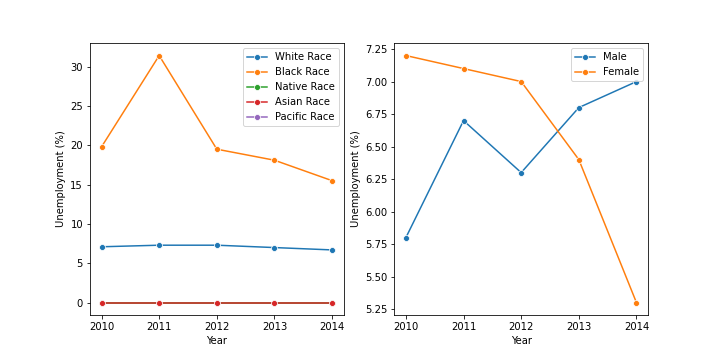 White Race
Black Race
Native Race
Asian Race
Pacific Race
30
25
20
15
10
5
0
Unemployment (%)
2010 2011 2012 2013 2014
Year
Male
Female
7.25
7.00
6.75
6.50
6.25
6.00
5.75
5.50
5.25
Unemployment (%)
2010 2011 2012 2013 2014
Year